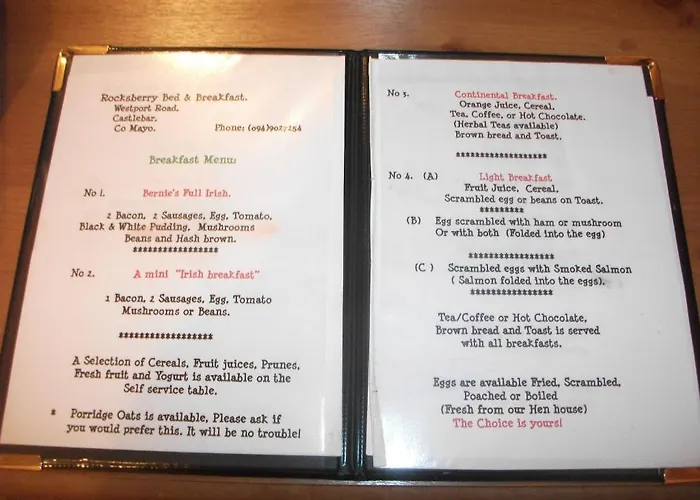 Rocksberry Bed & Breakfast.
Westport Road,
Castlebar,
Co Mayo. Phone: (094)9027254
Breakfast Menu:
No 1. Bernie's Full Irish.
2 Bacon, 2 Sausages, Egg, Tomato,
Black & White Pudding, Mushrooms
Beans and Hash brown.
*****************
No 2. A mini "Irish breakfast"
1 Bacon, 2 Sausages, Egg, Tomato
Mushrooms or Beans.
*******************
A Selection of Cereals, Fruit juices, Prunes,
Fresh fruit and Yogurt is available on the
Self service table.
* Porridge Oats is available, Please ask if
you would prefer this. It will be no trouble!
No 3. Continental Breakfast.
Orange Juice, Cereal,
Tea, Coffee, or Hot Chocolate.
(Herbal Teas available)
Brown bread and Toast.
******************
No 4. (A) Light Breakfast
Fruit Juice, Cereal,
Scrambled egg or beans on Toast.
*********
(B) Egg scrambled with ham or mushroom
Or with both (Folded into the egg)
*****************
(C ) Scrambled eggs with Smoked Salmon
( Salmon folded into the eggs).
****************
Tea/Coffee or Hot Chocolate,
Brown bread and Toast is served
with all breakfasts.
Eggs are available Fried, Scrambled,
Poached or Boiled
(Fresh from our Hen house)
The Choice is yours!